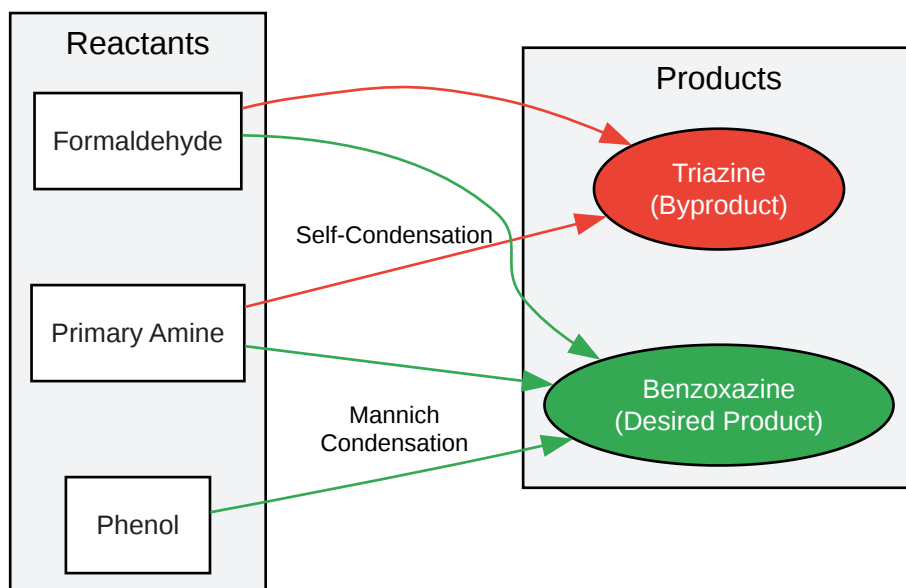 Reactants
Formaldehyde
Primary Amine
Phenol
Self-Condensation
Mannich
Condensation
Products
Triazine
(Byproduct)
Benzoxazine
(Desired Product)